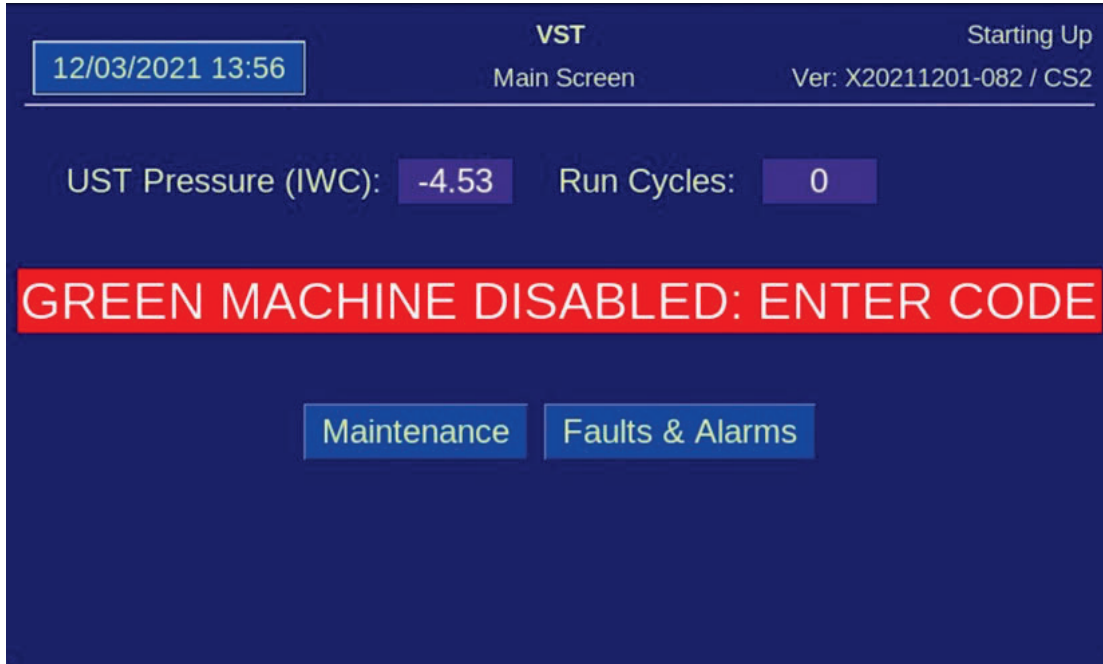 VST
Starting Up
12/03/2021 13:56
Main Screen
Ver: X20211201-082 / CS2
UST Pressure (IWC): -4.53 Run Cycles: 0
GREEN MACHINE DISABLED: ENTER CODE
Maintenance
Faults & Alarms